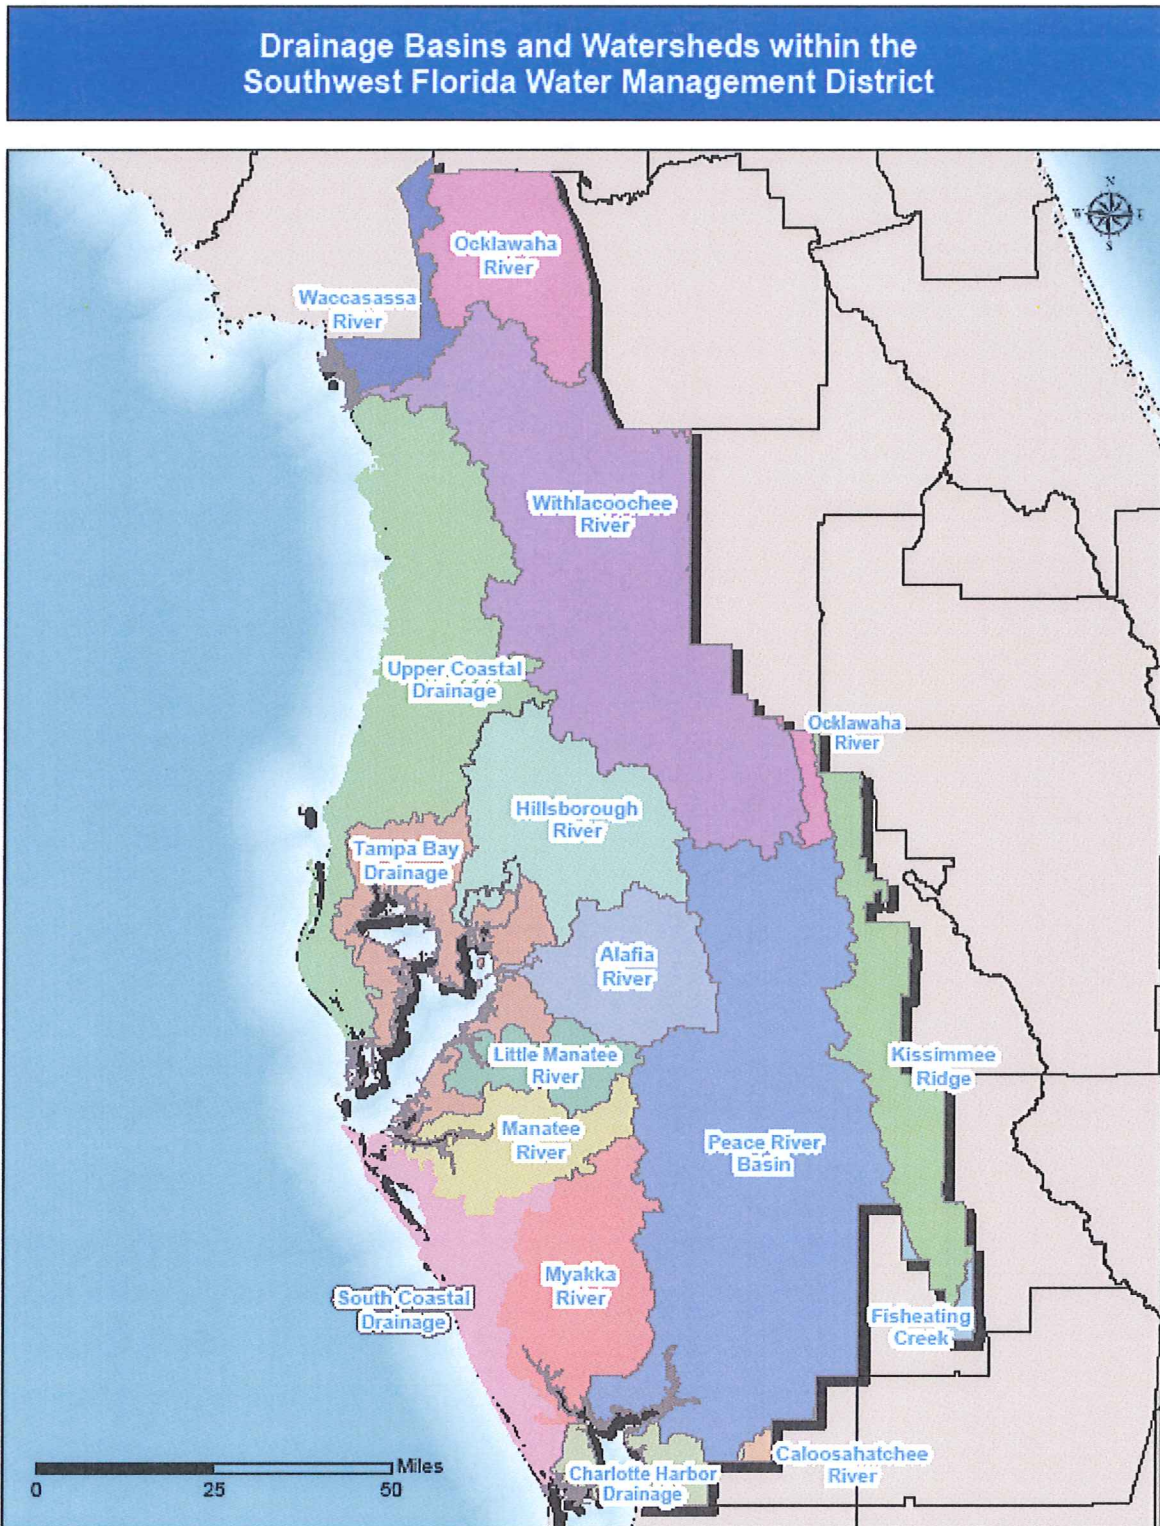 Drainage Basins and Watersheds within the
Southwest Florida Water Management District
N
W E
S
Ocklawaha
River
Waccasassa
River
Withlacoochee
River
Upper Coastal
Drainage
Ocklawaha
River
Hillsborough
River
Tampa Bay
Drainage
Alafia
River
Little Manatee
River
Kissimmee
Ridge
Manatee
River
Peace River
Basin
Myakka
River
South Coastal
Drainage
Fisheating
Creek
Caloosahatchee
River
Charlotte Harbor
Drainage
Miles
0 25 50